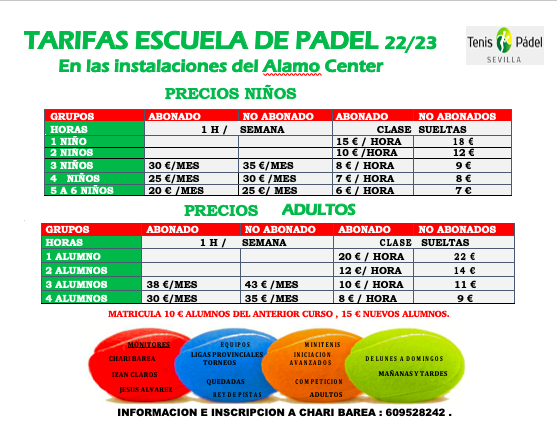 TARIFAS ESCUELA DE PADEL 22/23
En las instalaciones del Alamo Center
Tenis Pádel
SEVILLA
PRECIOS NIÑOS
GRUPOS ABONADO NO ABONADO ABONADO NO ABONADOS
HORAS 1 H / SEMANA CLASE SUELTAS
1 NIÑO 15 € / HORA 18 €
2 NIÑOS 10 € /HORA 12 €
3 NIÑOS 30 €/MES 35 €/MES 8 € / HORA 9 €
4 NIÑOS 25 €/MES 30 €/MES 7 € / HORA 8 €
5 A 6 NIÑOS 20 € /MES 25 €/ MES 6 € / HORA 7 €
PRECIOS ADULTOS
GRUPOS ABONADO NO ABONADO ABONADO NO ABONADOS
HORAS 1 H / SEMANA CLASE SUELTAS
1 ALUMNO 20 € / HORA 22 €
2 ALUMNOS 12 €/ HORA 14 €
3 ALUMNOS 38 €/MES 43 €/MES 10 € / HORA 11 €
4 ALUMNOS 30 €/MES 35 €/MES 8 € / HORA 9 €
MATRICULA 10 € ALUMNOS DEL ANTERIOR CURSO , 15 € NUEVOS ALUMNOS.
MONITORES
CHARI BAREA
IZAN CLAROS
JESUS ALVAREZ
EQUIPOS
LIGAS PROVINCIALES
TORNEOS
QUEDADAS
REY DE PISTAS
MINITENIS
INICIACION
AVANZADOS
COMPETICION
ADULTOS
DE LUNES A DOMINGOS
MAÑANAS Y TARDES
INFORMACION E INSCRIPCION A CHARI BAREA : 609528242 .